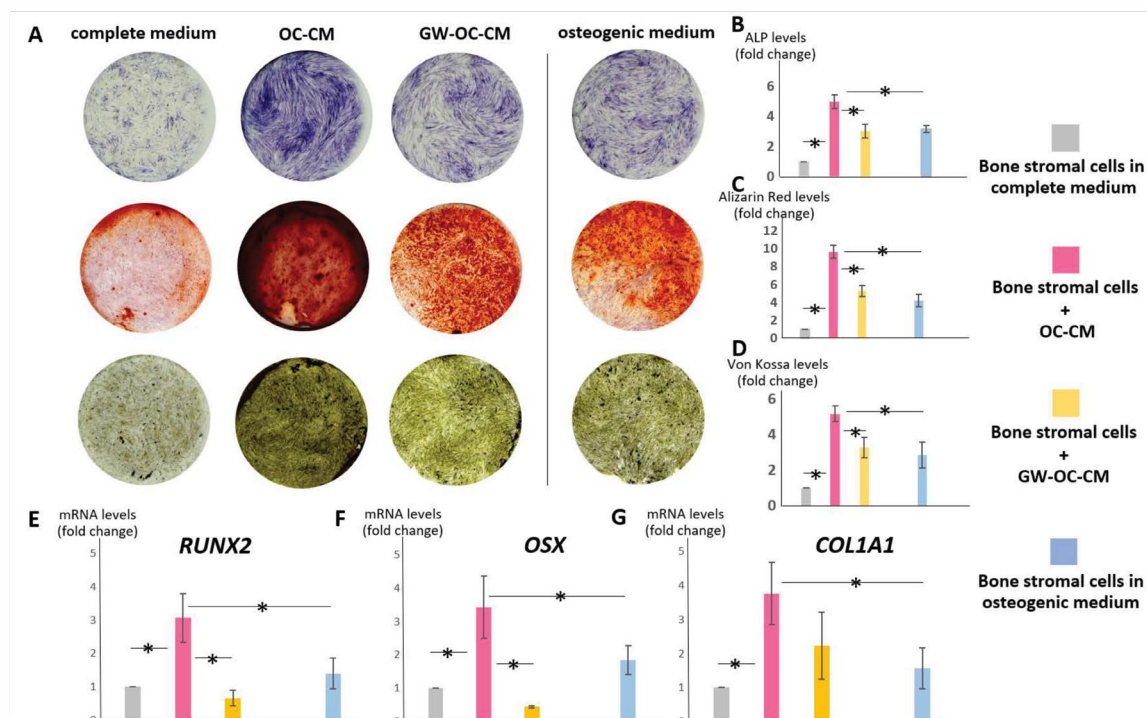 A
complete medium
OC-CM
GW-OC-CM
osteogenic medium
B
ALP levels
(fold change)
6
4
2
0
*
*
*
C
Alizarin Red levels
(fold change)
12
10
8
6
4
2
0
*
*
*
D
Von Kossa levels
(fold change)
6
4
2
0
*
*
*
Bone stromal cells in
complete medium
Bone stromal cells
+
OC-CM
Bone stromal cells
+
GW-OC-CM
Bone stromal cells in
osteogenic medium
E
mRNA levels
(fold change)
RUNX2
5
4
3
2
1
*
*
*
F
mRNA levels
(fold change)
OSX
5
4
3
2
1
*
*
*
G
mRNA levels
(fold change)
COL1A1
5
4
3
2
1
*
*